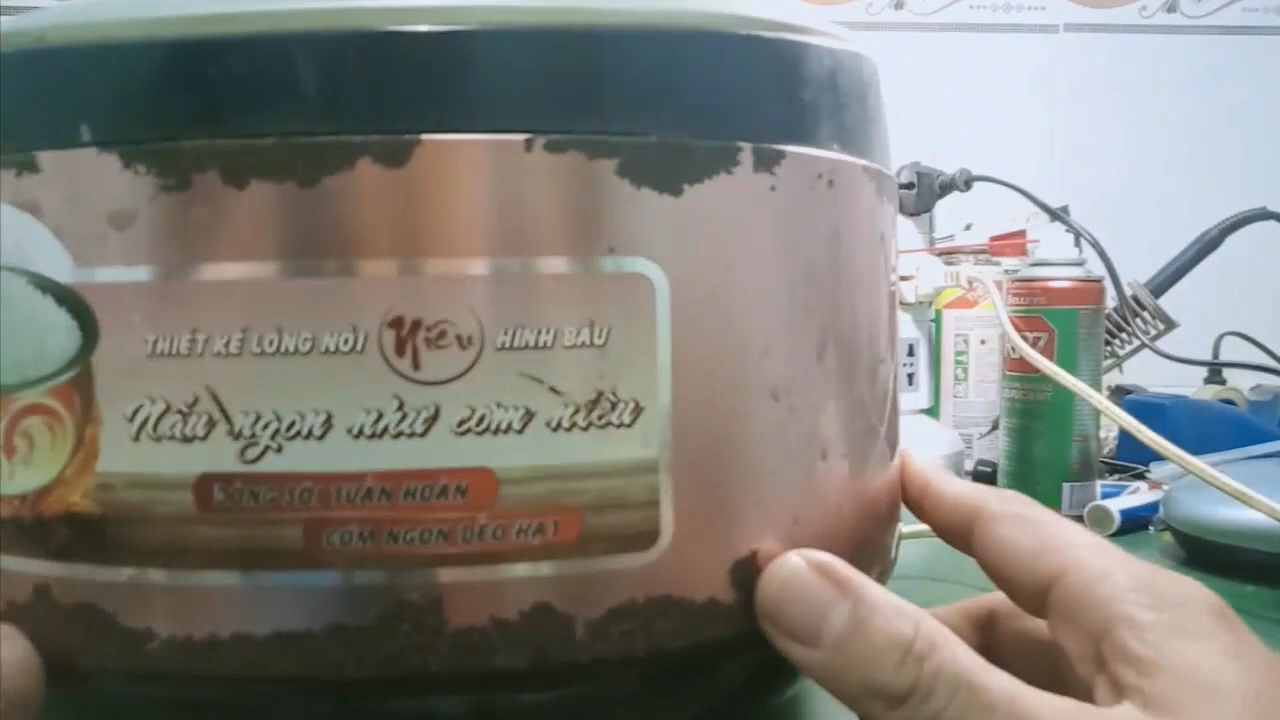 THIẾT KẾ LÒNG NỒI Niêu HÌNH BẦU
Nấu ngon như cơm niêu
SÓNG SÔI TUẦN HOÀN
CƠM NGON DẺO HẠT